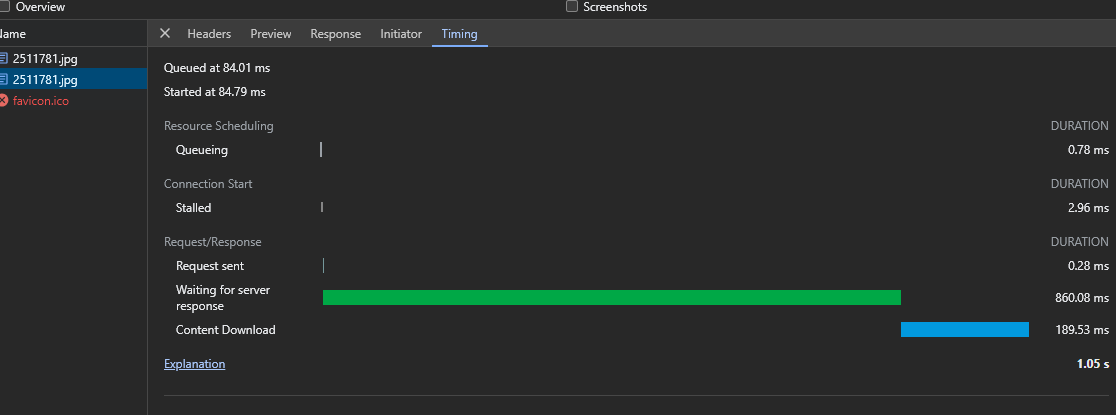 Overview Screenshots
Name Headers Preview Response Initiator Timing
2511781.jpg
2511781.jpg
favicon.ico
Queued at 84.01 ms
Started at 84.79 ms
Resource Scheduling DURATION
Queueing 0.78 ms
Connection Start DURATION
Stalled 2.96 ms
Request/Response DURATION
Request sent 0.28 ms
Waiting for server
response 860.08 ms
Content Download 189.53 ms
Explanation 1.05 s